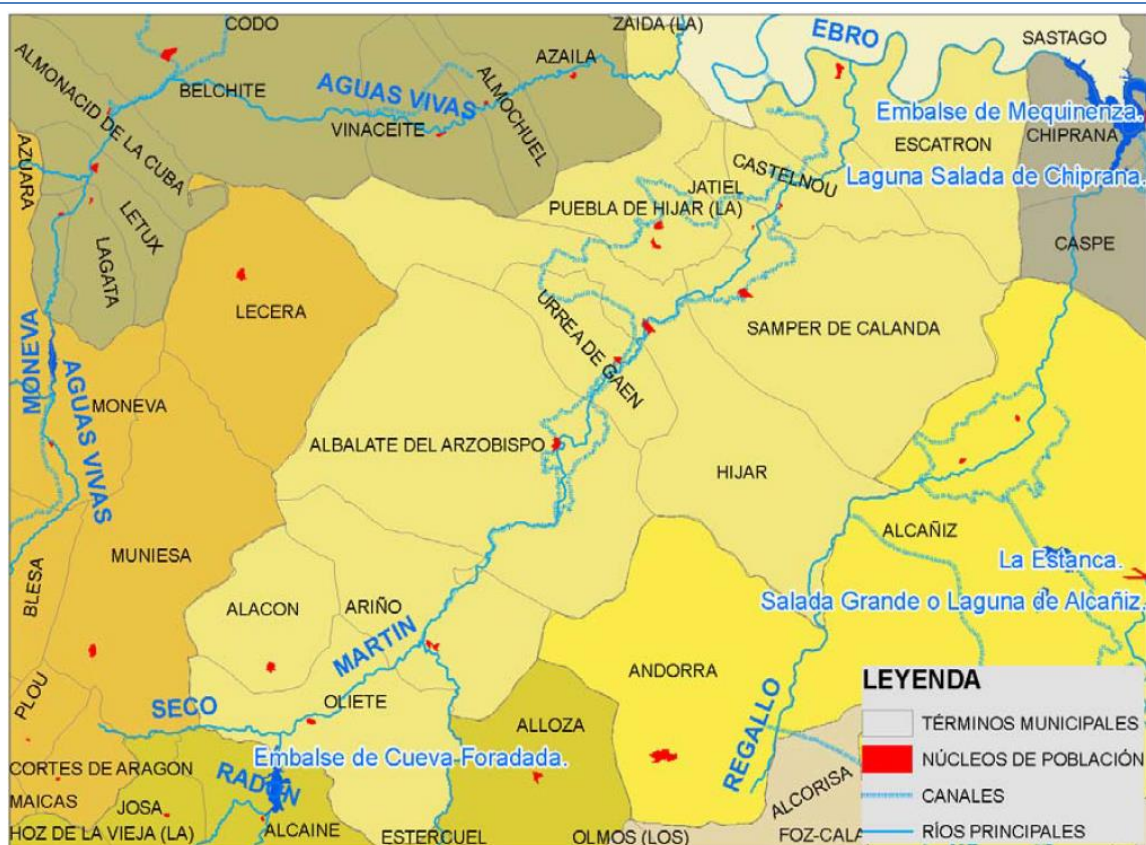 CODO
ZAIDA (LA)
EBRO
SASTAGO
ALMONACID DE LA CUBA
AZAILA
BELCHITE
AGUAS VIVAS
ALMOCHUEL
VINACEITE
Embalse de Mequinenza.
CHIPRANA
ESCATRON
AZUARA
CASTELNOU
JATIEL
Laguna Salada de Chiprana.
PUEBLA DE HIJAR (LA)
LETUX
LAGATA
CASPE
LECERA
URREA DE GAEN
SAMPER DE CALANDA
MONEVA
AGUAS VIVAS
MONEVA
ALBALATE DEL ARZOBISPO
HIJAR
ALCAÑIZ
MUNIESA
La Estanca.
BLESA
ALACON
ARIÑO
Salada Grande o Laguna de Alcañiz
MARTIN
ANDORRA
PLOU
SECO
OLIETE
ALLOZA
REGALLO
Embalse de Cueva Foradada.
CORTES DE ARAGON
RADON
MAICAS
JOSA
ALCORISA
HOZ DE LA VIEJA (LA)
ALCAINE
ESTERCUEL
OLMOS (LOS)
FOZ-CALA
LEYENDA
TÉRMINOS MUNICIPALES
NÚCLEOS DE POBLACIÓN
CANALES
RÍOS PRINCIPALES